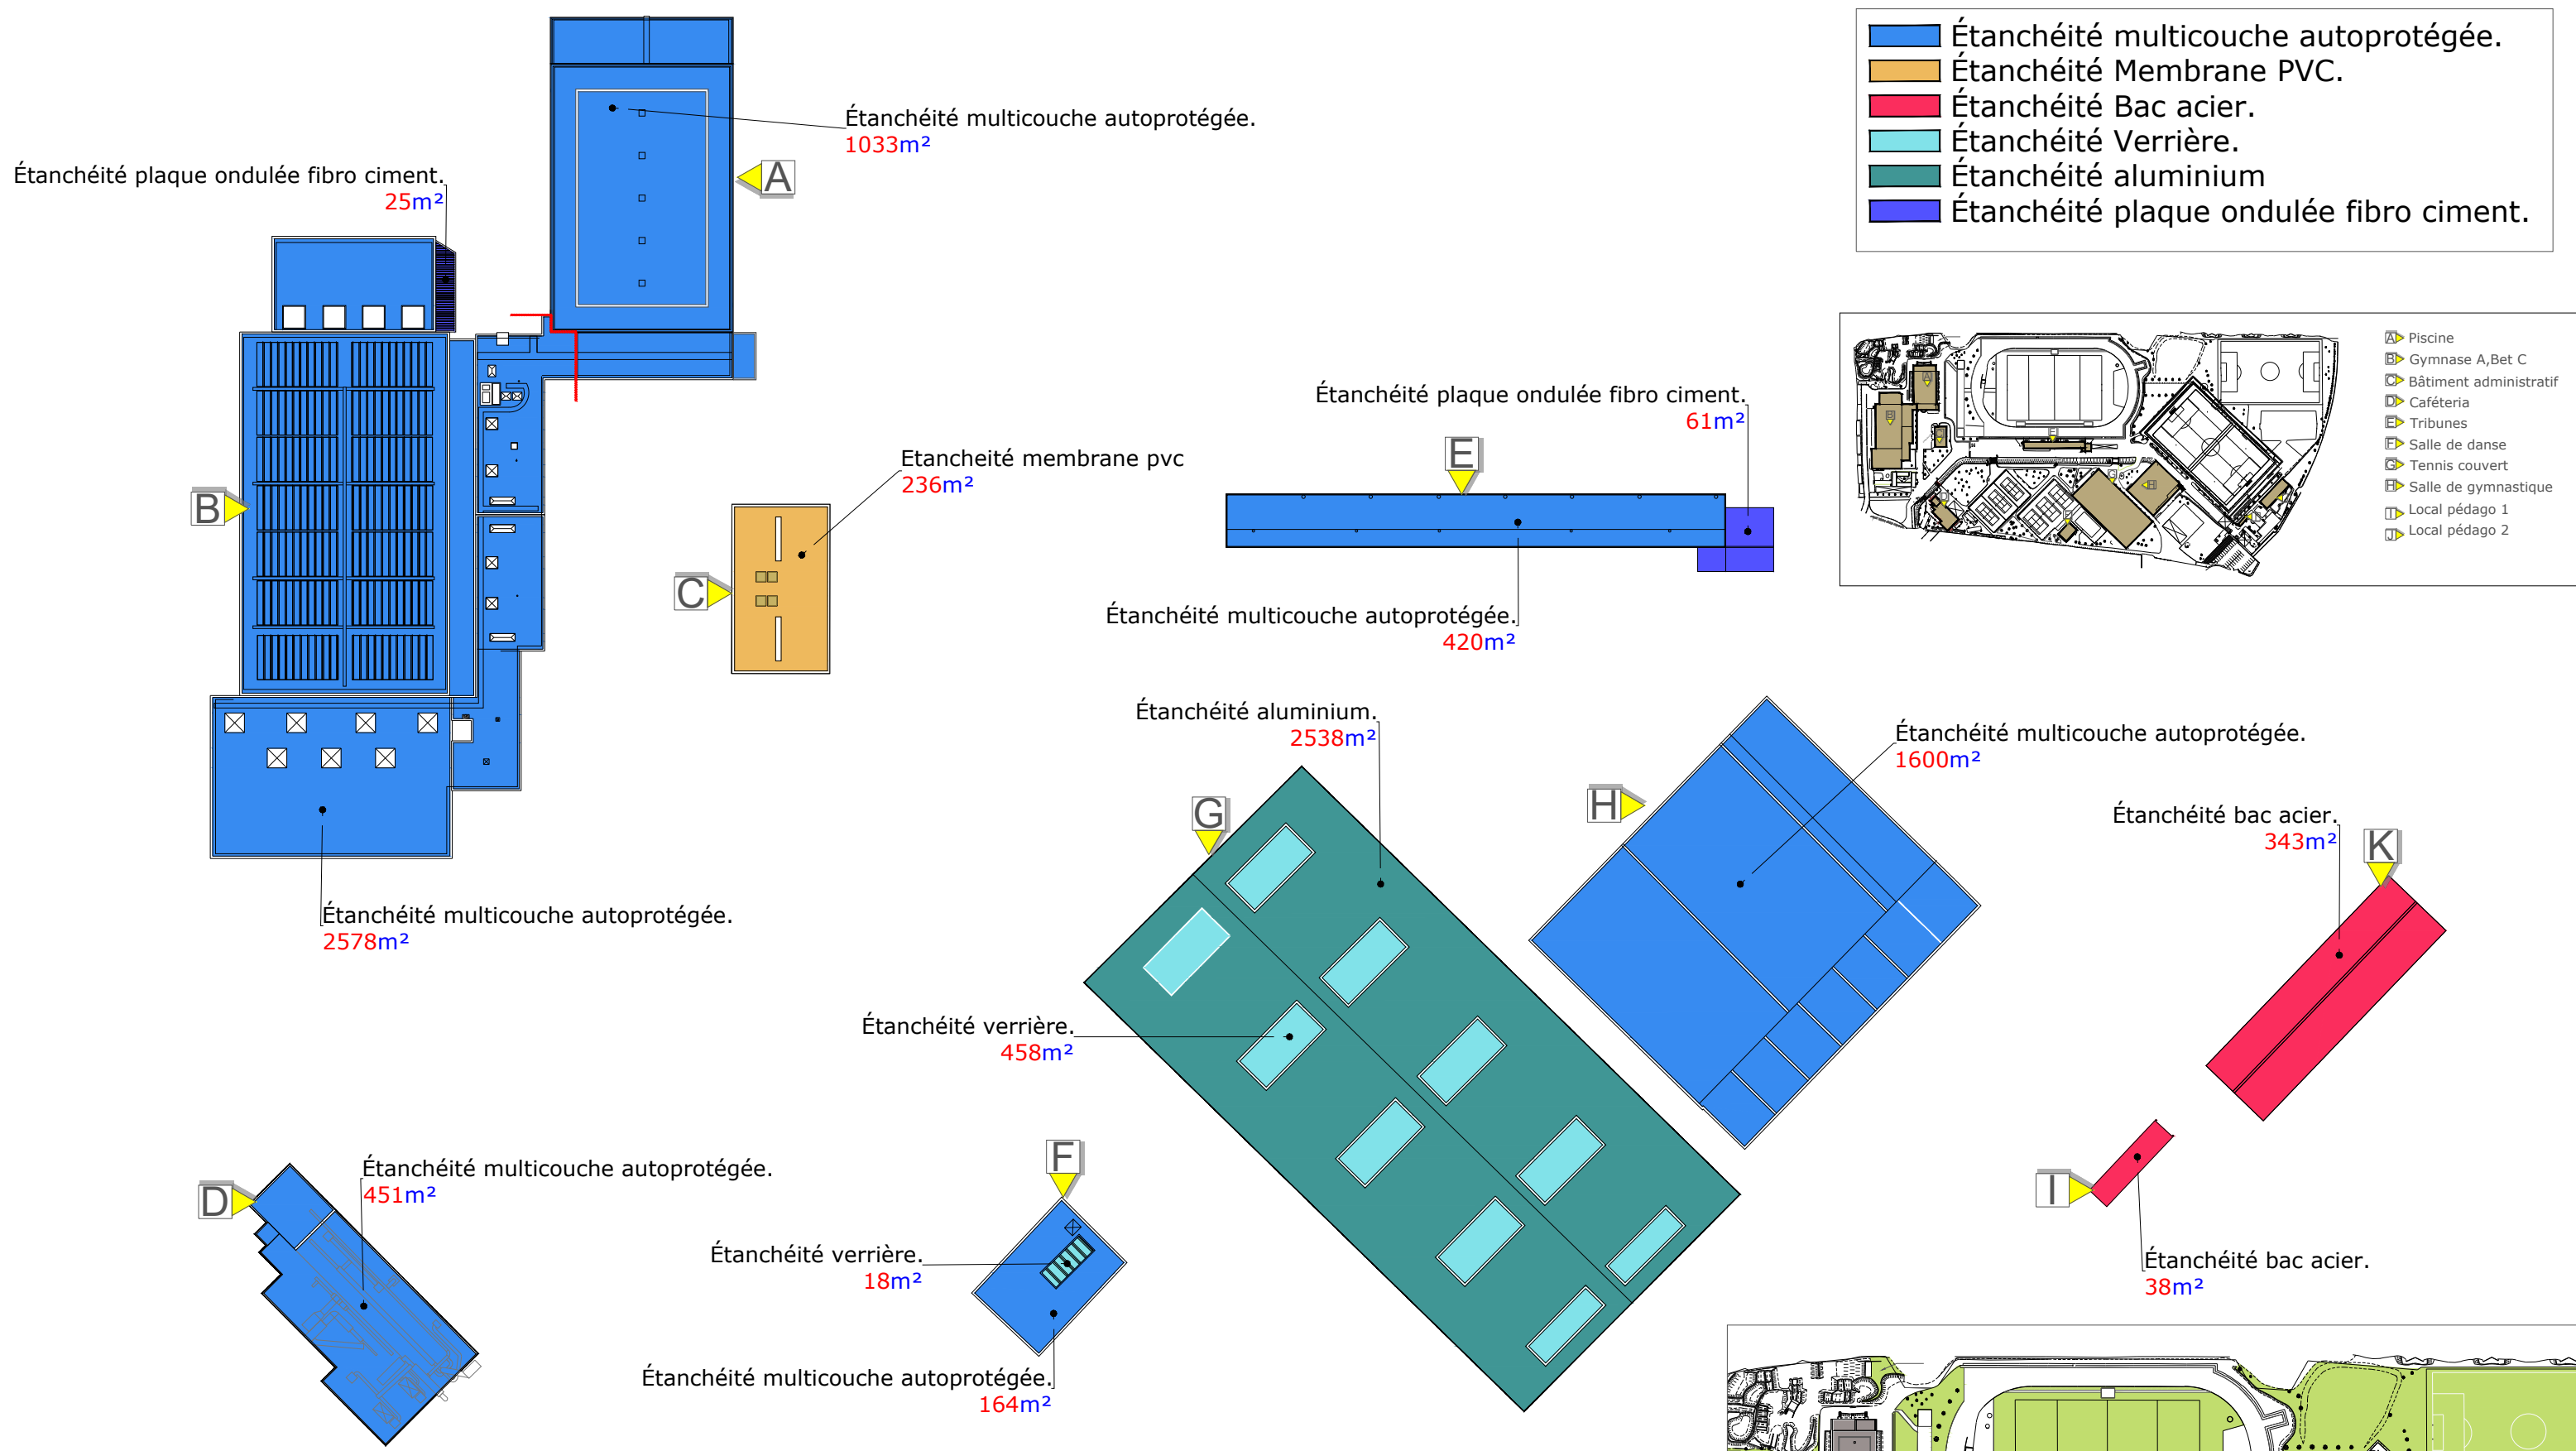 Étanchéité multicouche autoprotégée.
Étanchéité Membrane PVC.
Étanchéité Bac acier.
Étanchéité Verrière.
Étanchéité aluminium
Étanchéité plaque ondulée fibro ciment.
Étanchéité multicouche autoprotégée.
1033m²
A
Étanchéité plaque ondulée fibro ciment.
25m²
B
Étanchéité multicouche autoprotégée.
2578m²
Etancheité membrane pvc
236m²
C
Étanchéité plaque ondulée fibro ciment.
61m²
E
Étanchéité multicouche autoprotégée.
420m²
A Piscine
B Gymnase A,Bet C
C Bâtiment administratif
D Caféteria
E Tribunes
F Salle de danse
G Tennis couvert
H Salle de gymnastique
I Local pédago 1
J Local pédago 2
Étanchéité aluminium.
2538m²
G
Étanchéité verrière.
458m²
H
Étanchéité multicouche autoprotégée.
1600m²
Étanchéité bac acier.
343m²
K
I
Étanchéité bac acier.
38m²
D
Étanchéité multicouche autoprotégée.
451m²
F
Étanchéité verrière.
18m²
Étanchéité multicouche autoprotégée.
164m²